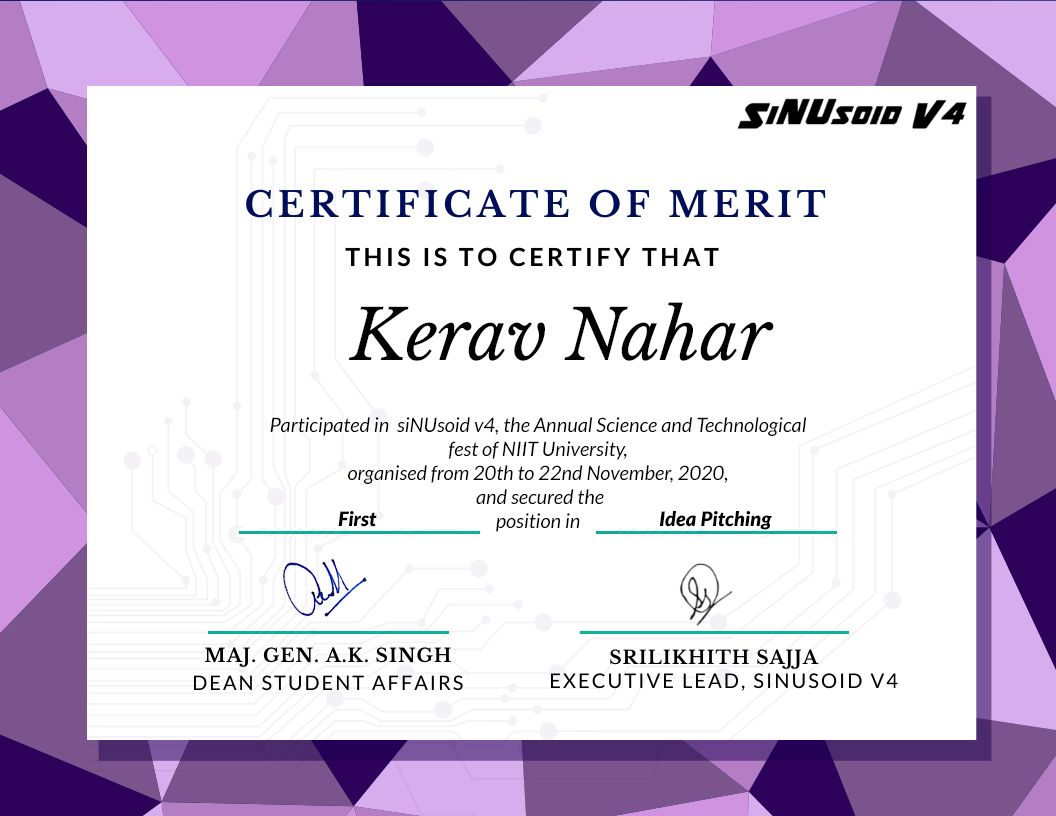 SiNUsoid V4
CERTIFICATE OF MERIT
THIS IS TO CERTIFY THAT
Kerav Nahar
Participated in siNUsoid v4, the Annual Science and Technological
fest of NIIT University,
organised from 20th to 22nd November, 2020,
and secured the
First position in Idea Pitching
MAJ. GEN. A.K. SINGH
DEAN STUDENT AFFAIRS
SRILIKHITH SAJJA
EXECUTIVE LEAD, SINUSOID V4